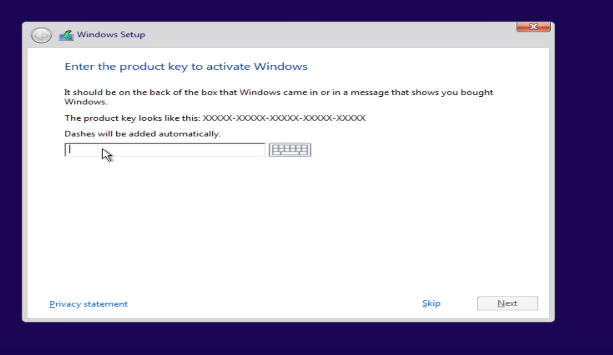 Windows Setup
Enter the product key to activate Windows
It should be on the back of the box that Windows came in or in a message that shows you bought
Windows.
The product key looks like this: XXXXX-XXXXX-XXXXX-XXXXX-XXXXX
Dashes will be added automatically.
Privacy statement
Skip
Next